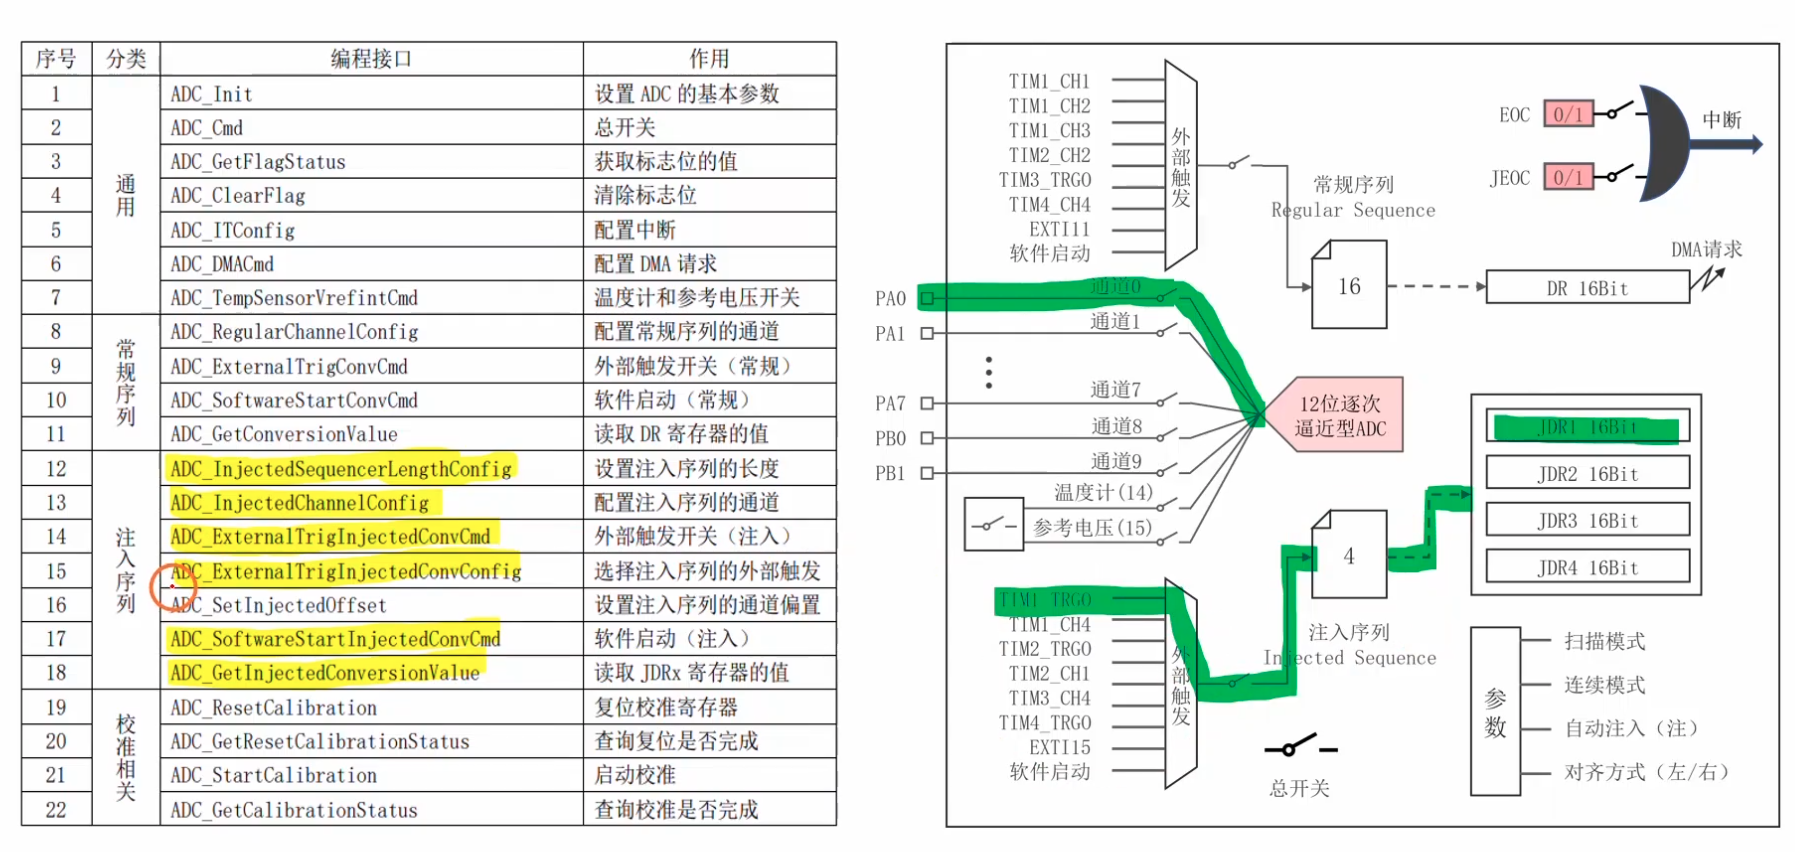 序号 分类 编程接口 作用
通用
1 ADC_Init 设置 ADC 的基本参数
2 ADC_Cmd 总开关
3 ADC_GetFlagStatus 获取标志位的值
4 ADC_ClearFlag 清除标志位
5 ADC_ITConfig 配置中断
6 ADC_DMACmd 配置 DMA 请求
7 ADC_TempSensorVrefintCmd 温度计和参考电压开关
常规序列
8 ADC_RegularChannelConfig 配置常规序列的通道
9 ADC_ExternalTrigConvCmd 外部触发开关（常规）
10 ADC_SoftwareStartConvCmd 软件启动（常规）
11 ADC_GetConversionValue 读取 DR 寄存器的值
注入序列
12 ADC_InjectedSequencerLengthConfig 设置注入序列的长度
13 ADC_InjectedChannelConfig 配置注入序列的通道
14 ADC_ExternalTrigInjectedConvCmd 外部触发开关（注入）
15 ADC_ExternalTrigInjectedConvConfig 选择注入序列的外部触发
16 ADC_SetInjectedOffset 设置注入序列的通道偏置
17 ADC_SoftwareStartInjectedConvCmd 软件启动（注入）
18 ADC_GetInjectedConversionValue 读取 JDRx 寄存器的值
校准相关
19 ADC_ResetCalibration 复位校准寄存器
20 ADC_GetResetCalibrationStatus 查询复位是否完成
21 ADC_StartCalibration 启动校准
22 ADC_GetCalibrationStatus 查询校准是否完成
TIM1_CH1
TIM1_CH2
TIM1_CH3
TIM2_CH2
TIM3_TRGO
TIM4_CH4
EXTI11
软件启动
外部触发
常规序列
Regular Sequence
16
EOC 0/1
JEOC 0/1
中断
DMA请求
DR 16Bit
PA0 通道0
PA1 通道1
PA7 通道7
PB0 通道8
PB1 通道9
温度计(14)
参考电压(15)
12位逐次
逼近型ADC
JDR1 16Bit
JDR2 16Bit
JDR3 16Bit
JDR4 16Bit
4
TIM1_TRGO
TIM1_CH4
TIM2_TRGO
TIM2_CH1
TIM3_CH4
TIM4_TRGO
EXTI15
软件启动
外部触发
注入序列
Injected Sequence
总开关
参数
扫描模式
连续模式
自动注入（注）
对齐方式（左/右）